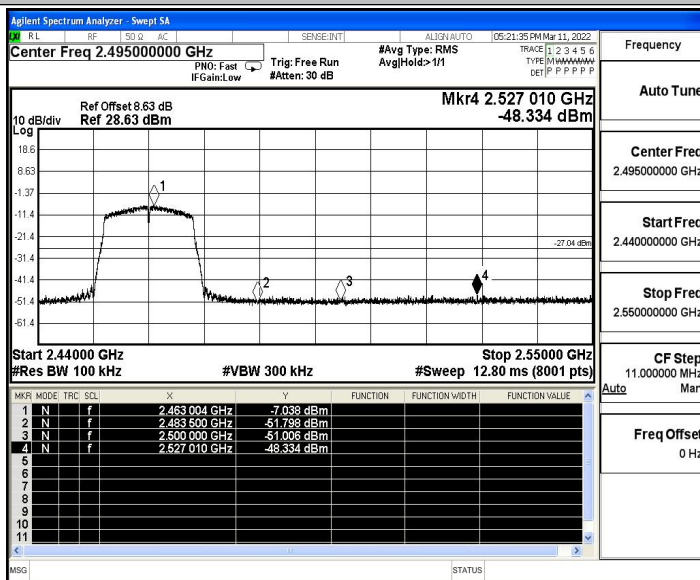 Agilent Spectrum Analyzer - Swept SA
LXI RL RF 50 Ω AC SENSE:INT ALIGN AUTO 05:21:35 PM Mar 11, 2022
Center Freq 2.495000000 GHz
PNO: Fast
IFGain:Low
Trig: Free Run
#Atten: 30 dB
#Avg Type: RMS
Avg|Hold:>1/1
TRACE 1 2 3 4 5 6
TYPE M WWWWW
DET P P P P P P
Mkr4 2.527 010 GHz
-48.334 dBm
Ref Offset 8.63 dB
10 dB/div Ref 28.63 dBm
Log
18.6
8.63
-1.37
-11.4
-21.4
-31.4
-41.4
-51.4
-61.4
1
2
3
4
-27.04 dBm
Start 2.44000 GHz Stop 2.55000 GHz
#Res BW 100 kHz #VBW 300 kHz #Sweep 12.80 ms (8001 pts)
MKR MODE TRC SCL X Y FUNCTION FUNCTION WIDTH FUNCTION VALUE
1 N f 2.463 004 GHz -7.038 dBm
2 N f 2.483 500 GHz -51.798 dBm
3 N f 2.500 000 GHz -51.006 dBm
4 N f 2.527 010 GHz -48.334 dBm
5
6
7
8
9
10
11
MSG STATUS
Frequency
Auto Tune
Center Freq
2.495000000 GHz
Start Freq
2.440000000 GHz
Stop Freq
2.550000000 GHz
CF Step
11.000000 MHz
Auto Man
Freq Offset
0 Hz